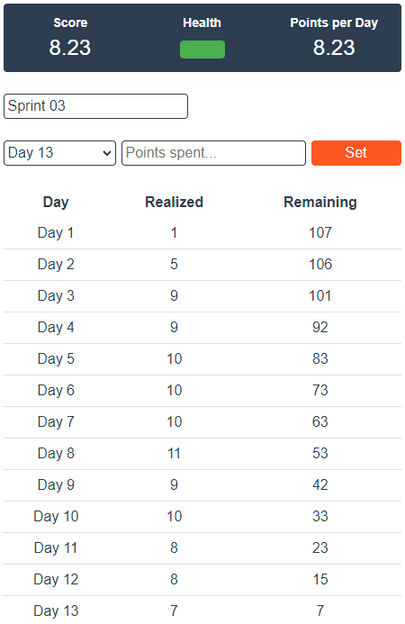 Score Health Points per Day
8.23 8.23
Sprint 03
Day 13 Points spent... Set
Day Realized Remaining
Day 1 1 107
Day 2 5 106
Day 3 9 101
Day 4 9 92
Day 5 10 83
Day 6 10 73
Day 7 10 63
Day 8 11 53
Day 9 9 42
Day 10 10 33
Day 11 8 23
Day 12 8 15
Day 13 7 7